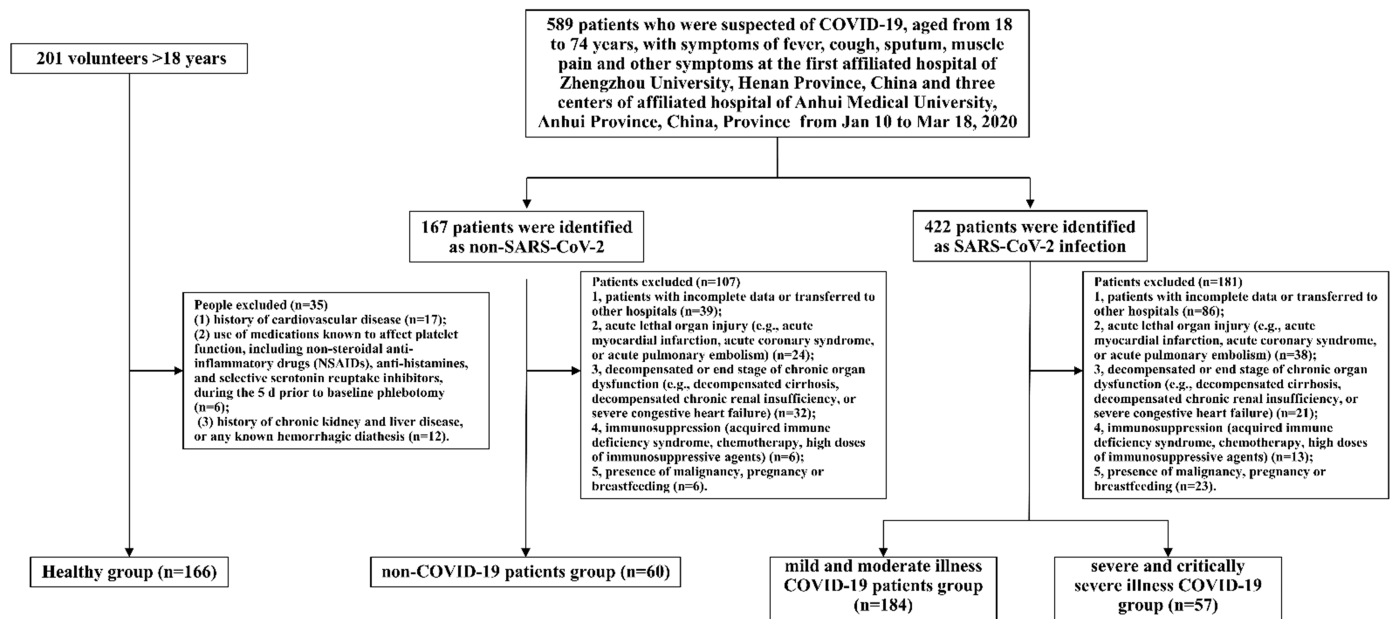 201 volunteers >18 years
589 patients who were suspected of COVID-19, aged from 18
to 74 years, with symptoms of fever, cough, sputum, muscle
pain and other symptoms at the first affiliated hospital of
Zhengzhou University, Henan Province, China and three
centers of affiliated hospital of Anhui Medical University,
Anhui Province, China, Province from Jan 10 to Mar 18, 2020
167 patients were identified
as non-SARS-CoV-2
422 patients were identified
as SARS-CoV-2 infection
People excluded (n=35)
(1) history of cardiovascular disease (n=17);
(2) use of medications known to affect platelet
function, including non-steroidal anti-
inflammatory drugs (NSAIDs), anti-histamines,
and selective serotonin reuptake inhibitors,
during the 5 d prior to baseline phlebotomy
(n=6);
(3) history of chronic kidney and liver disease,
or any known hemorrhagic diathesis (n=12).
Patients excluded (n=107)
1, patients with incomplete data or transferred to
other hospitals (n=39);
2, acute lethal organ injury (e.g., acute
myocardial infarction, acute coronary syndrome,
or acute pulmonary embolism) (n=24);
3, decompensated or end stage of chronic organ
dysfunction (e.g., decompensated cirrhosis,
decompensated chronic renal insufficiency, or
severe congestive heart failure) (n=32);
4, immunosuppression (acquired immune
deficiency syndrome, chemotherapy, high doses
of immunosuppressive agents) (n=6);
5, presence of malignancy, pregnancy or
breastfeeding (n=6).
Patients excluded (n=181)
1, patients with incomplete data or transferred to
other hospitals (n=86);
2, acute lethal organ injury (e.g., acute
myocardial infarction, acute coronary syndrome,
or acute pulmonary embolism) (n=38);
3, decompensated or end stage of chronic organ
dysfunction (e.g., decompensated cirrhosis,
decompensated chronic renal insufficiency, or
severe congestive heart failure) (n=21);
4, immunosuppression (acquired immune
deficiency syndrome, chemotherapy, high doses
of immunosuppressive agents) (n=13);
5, presence of malignancy, pregnancy or
breastfeeding (n=23).
Healthy group (n=166)
non-COVID-19 patients group (n=60)
mild and moderate illness
COVID-19 patients group
(n=184)
severe and critically
severe illness COVID-19
group (n=57)